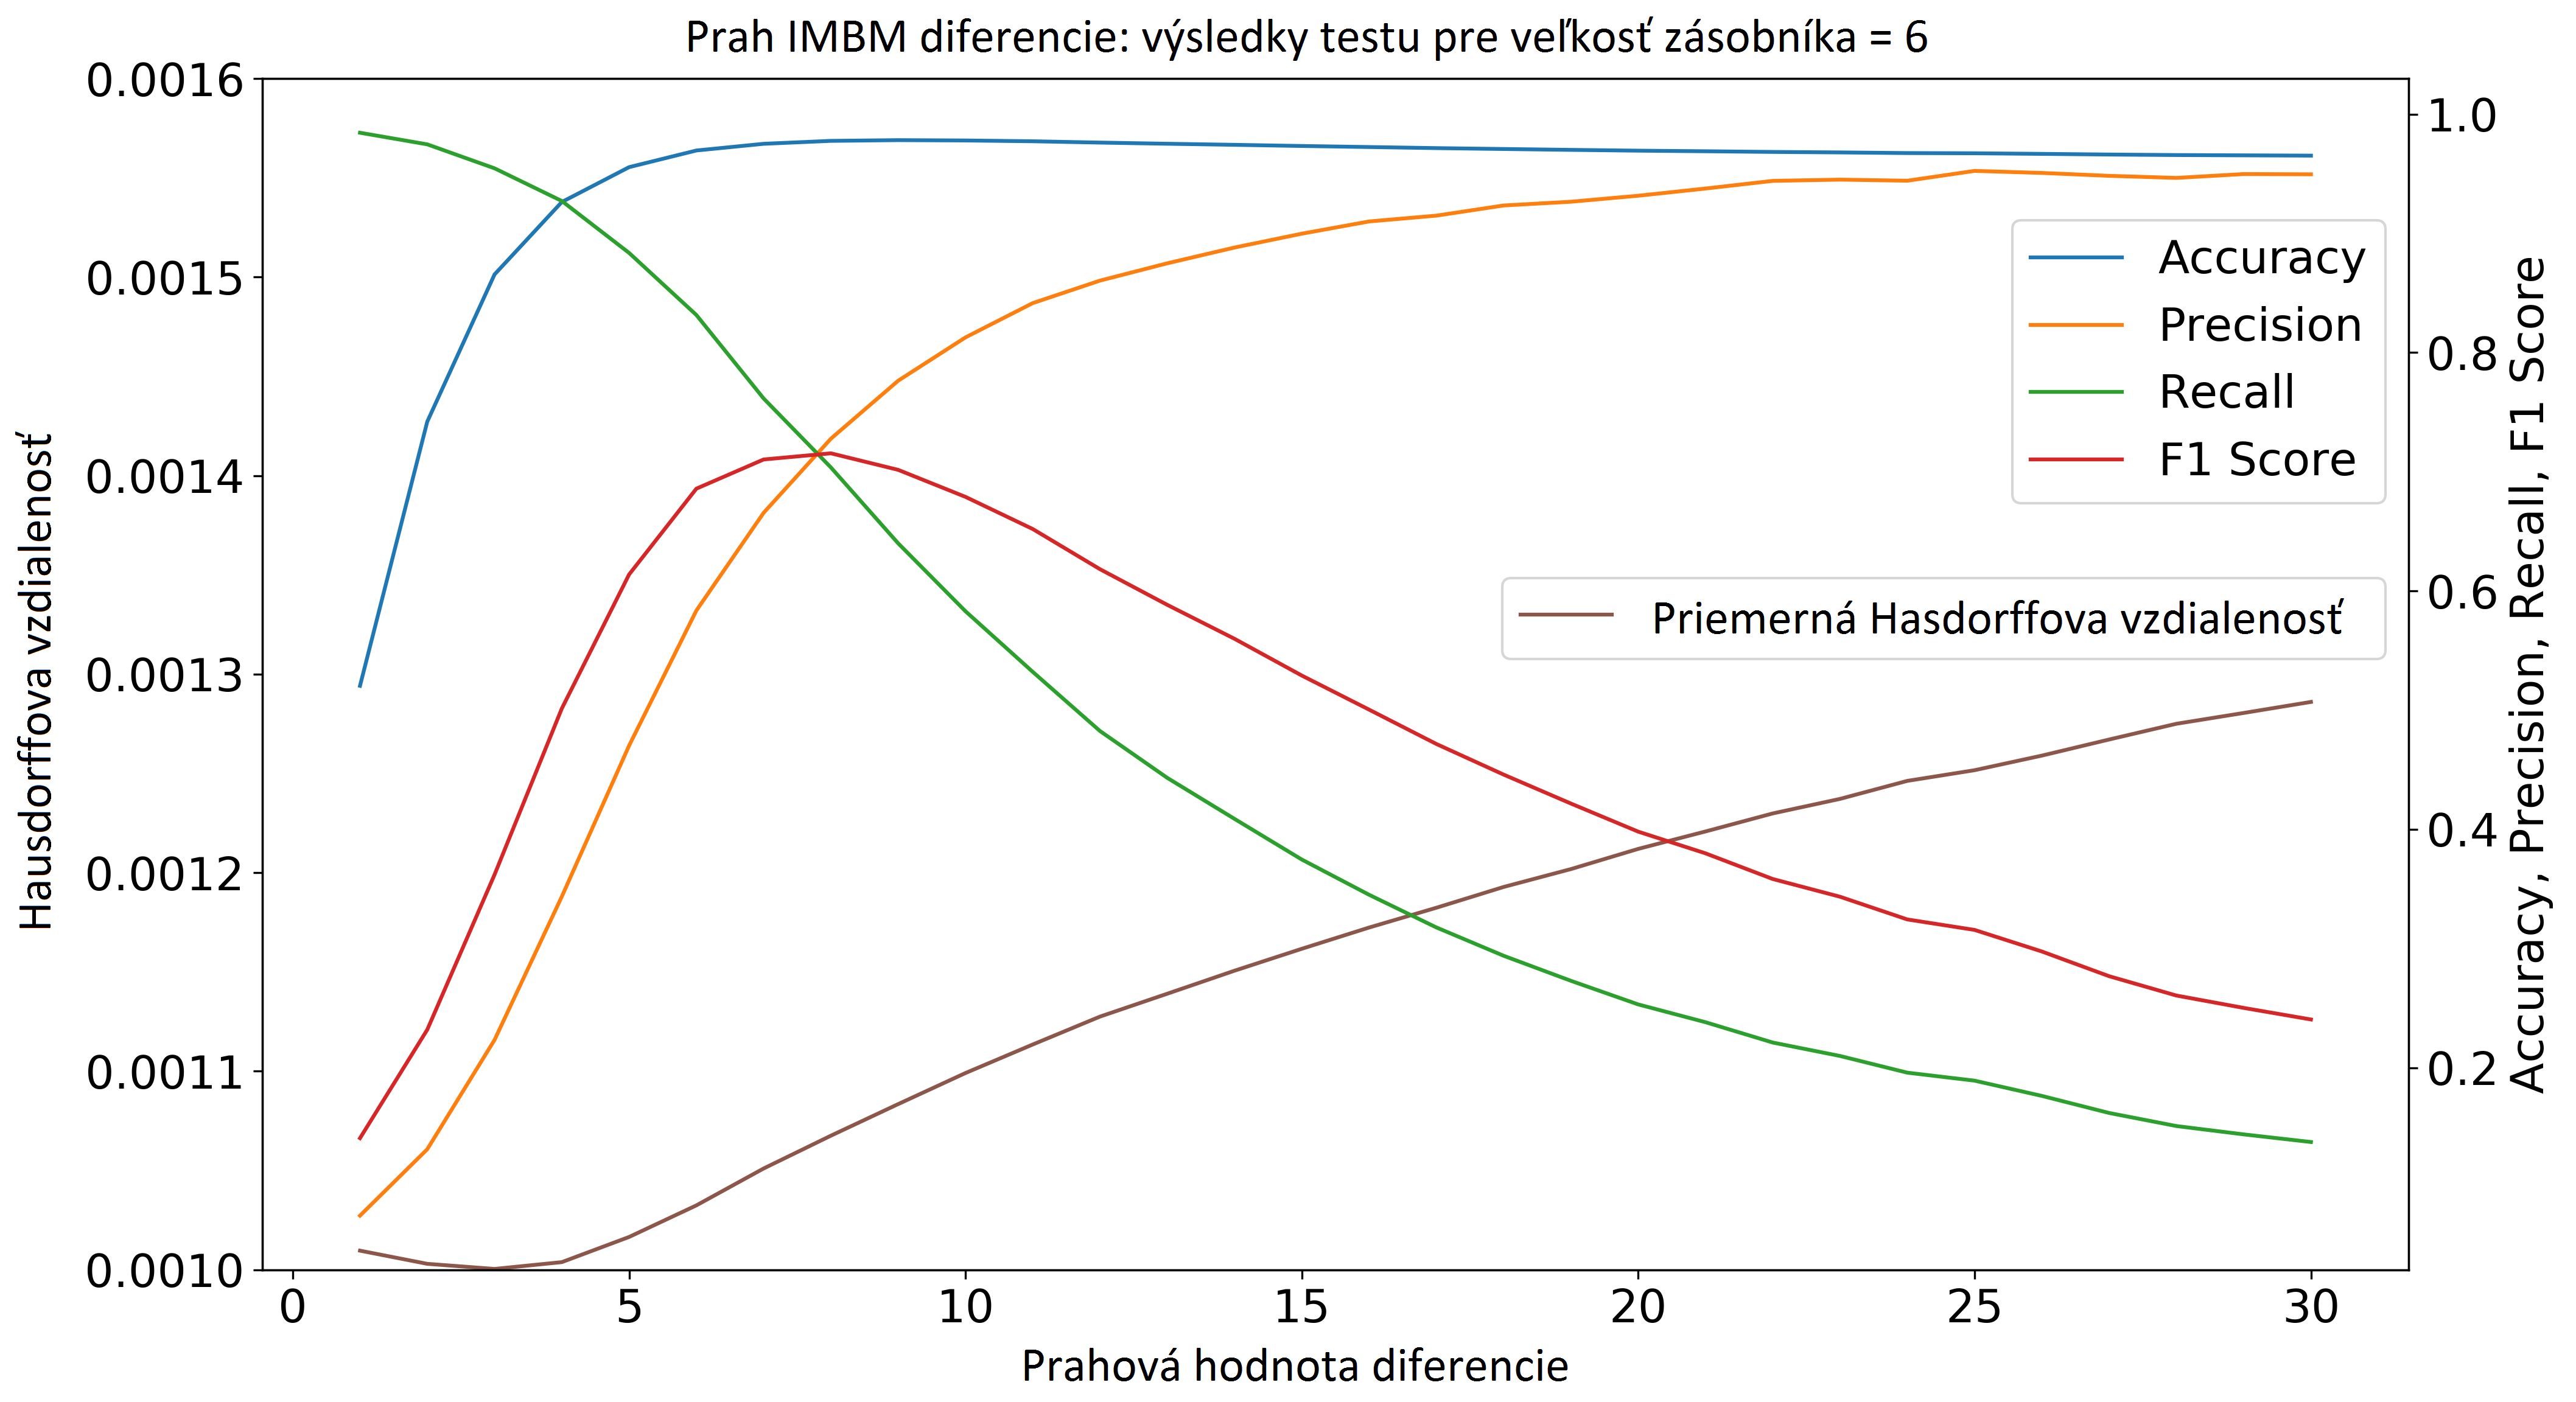 Prah IMBM diferencie: výsledky testu pre veľkosť zásobníka = 6
0.0016
0.0015
0.0014
0.0013
0.0012
0.0011
0.0010
Hausdorffova vzdialenosť
1.0
0.8
0.6
0.4
0.2
Accuracy, Precision, Recall, F1 Score
Accuracy
Precision
Recall
F1 Score
Priemerná Hasdorffova vzdialenosť
0 5 10 15 20 25 30
Prahová hodnota diferencie